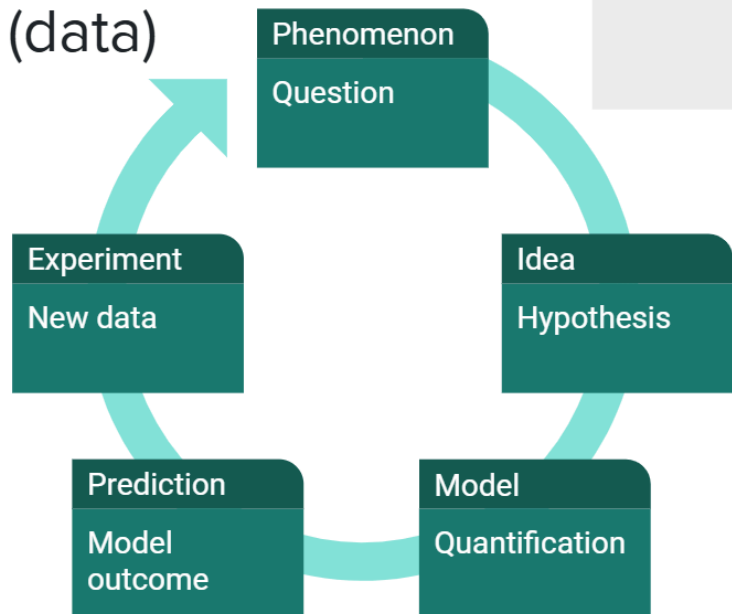 (data)
Phenomenon
Question
Idea
Hypothesis
Model
Quantification
Prediction
Model
outcome
Experiment
New data